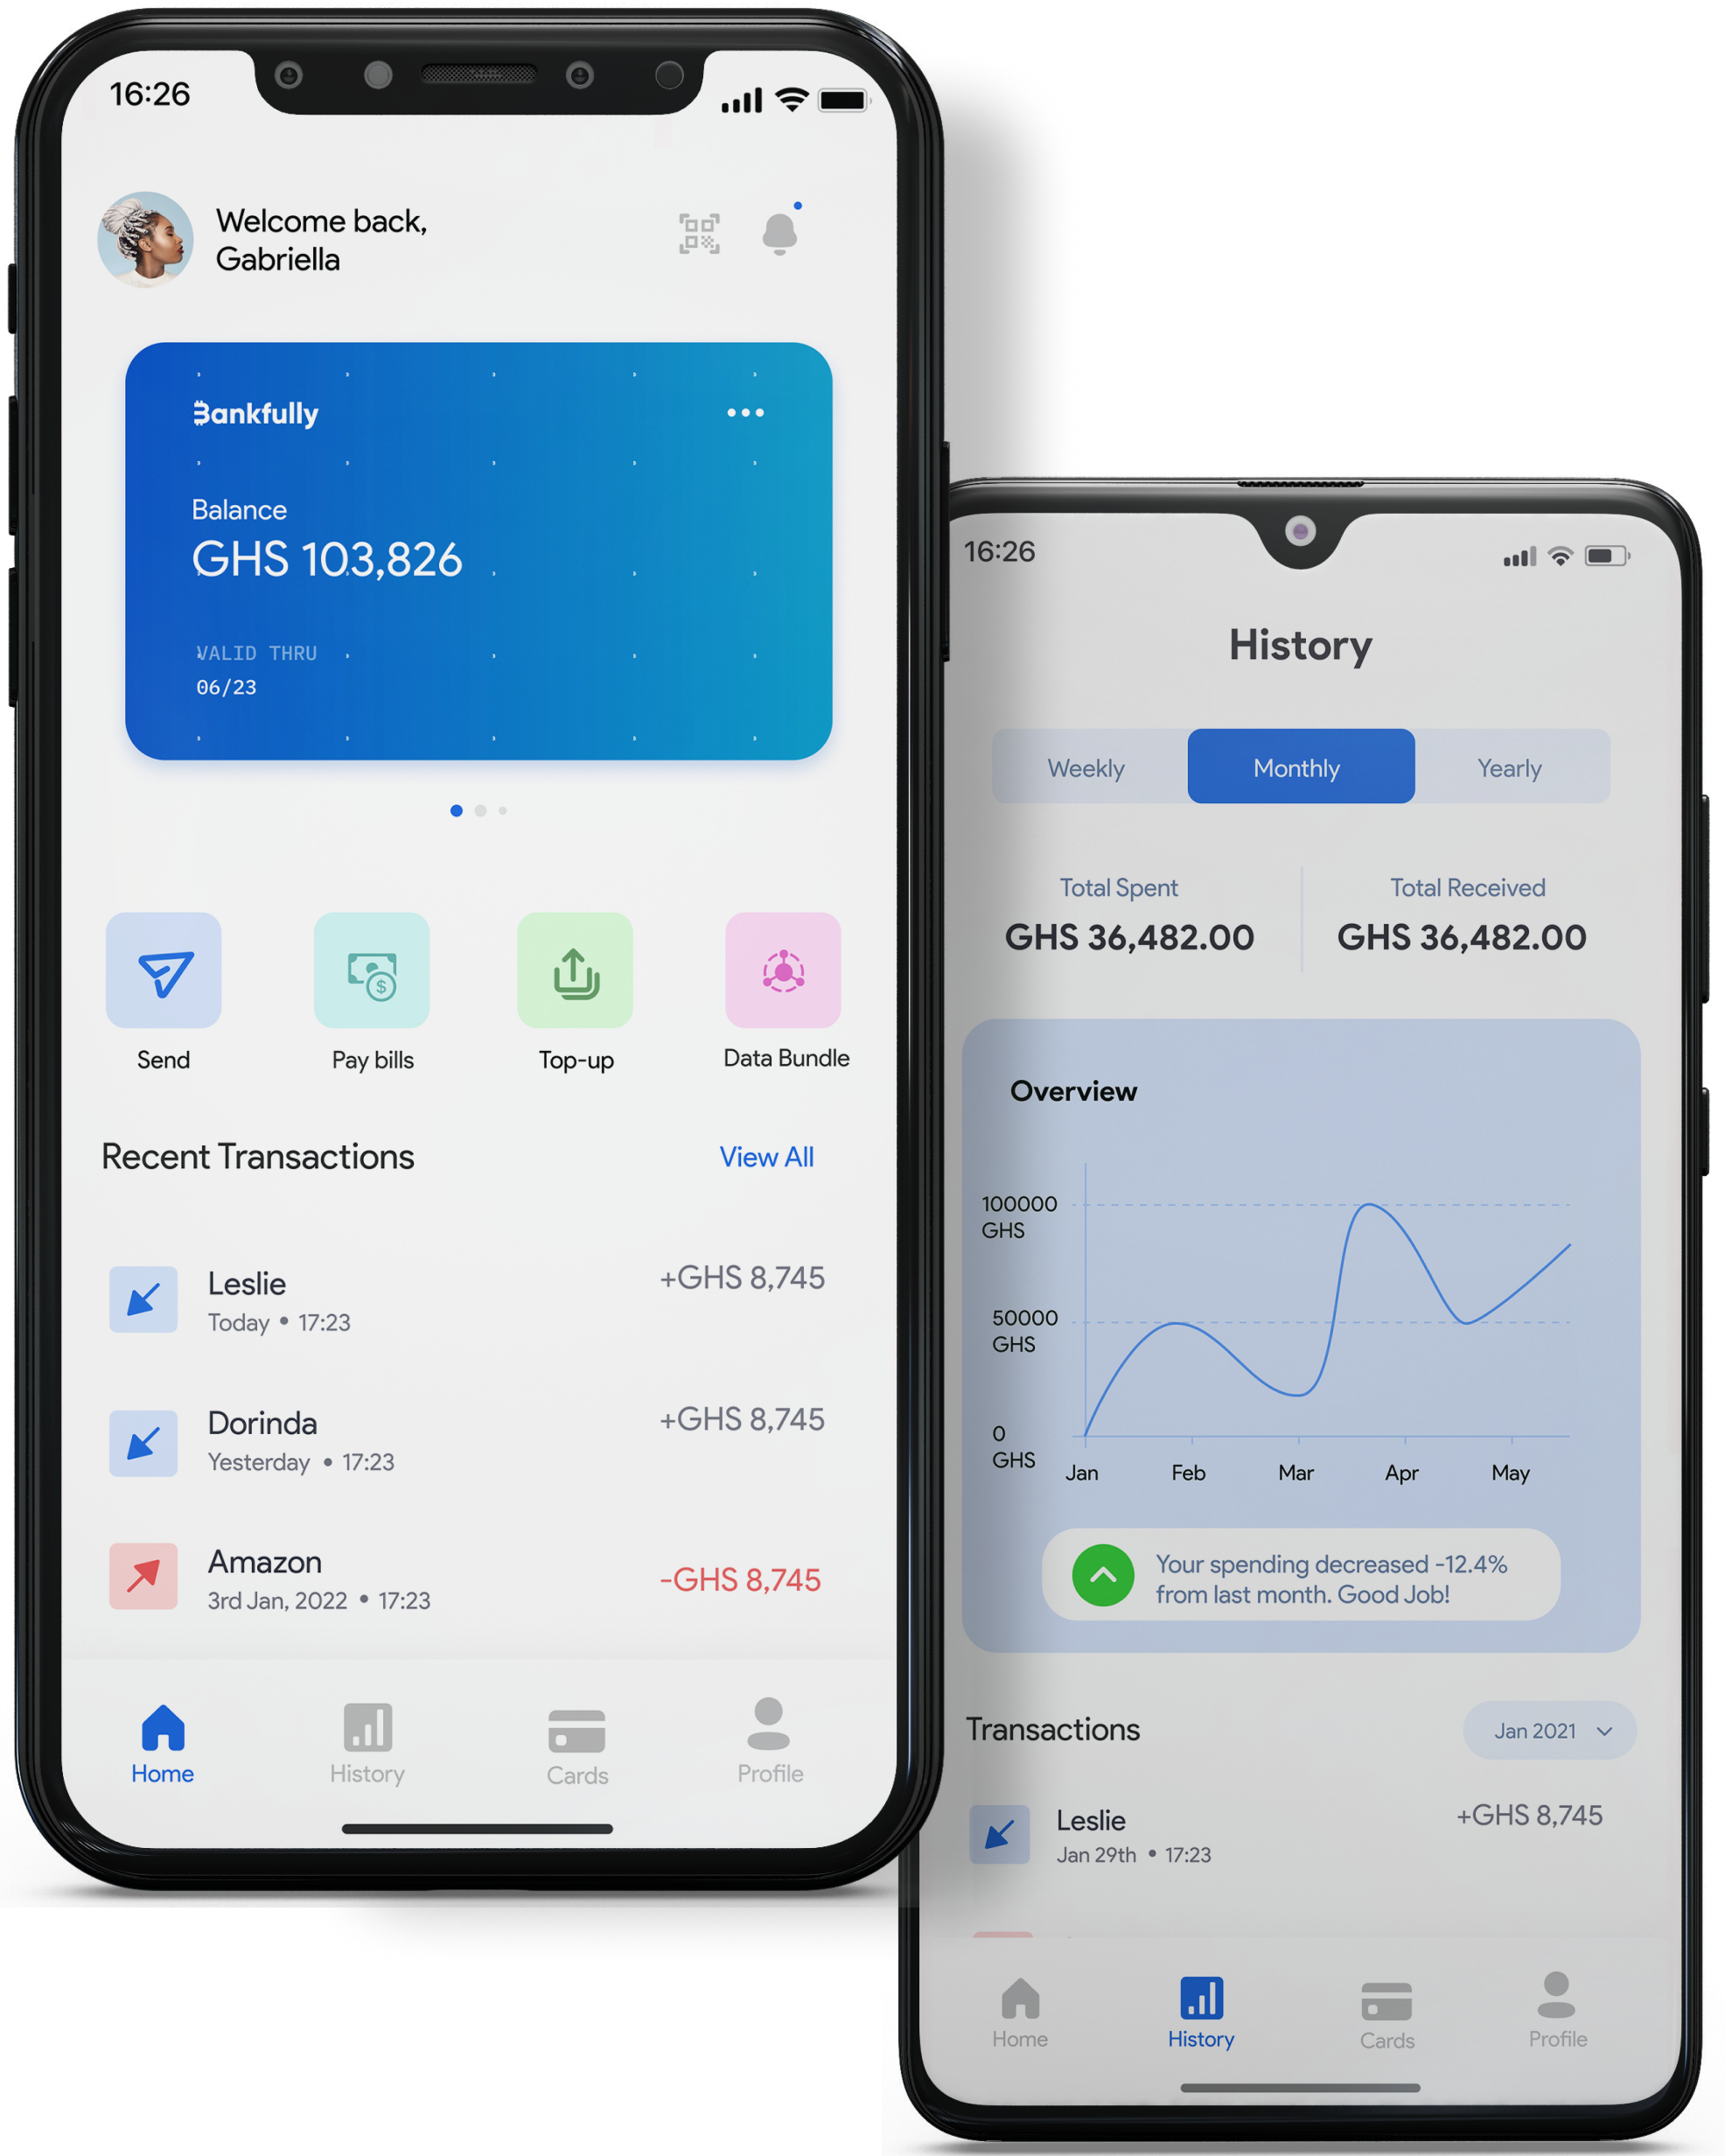 16:26
Welcome back,
Gabriella
Bankfully
Balance
GHS 103,826
VALID THRU
06/23
Send
Pay bills
Top-up
Data Bundle
Recent Transactions
View All
Leslie
+GHS 8,745
Today • 17:23
Dorinda
+GHS 8,745
Yesterday • 17:23
Amazon
-GHS 8,745
3rd Jan, 2022 • 17:23
Home
History
Cards
Profile
16:26
History
Weekly
Monthly
Yearly
Total Spent
GHS 36,482.00
Total Received
GHS 36,482.00
Overview
100000
GHS
50000
GHS
0
GHS
Jan
Feb
Mar
Apr
May
Your spending decreased -12.4%
from last month. Good Job!
Transactions
Jan 2021
Leslie
+GHS 8,745
Jan 29th • 17:23
Home
History
Cards
Profile